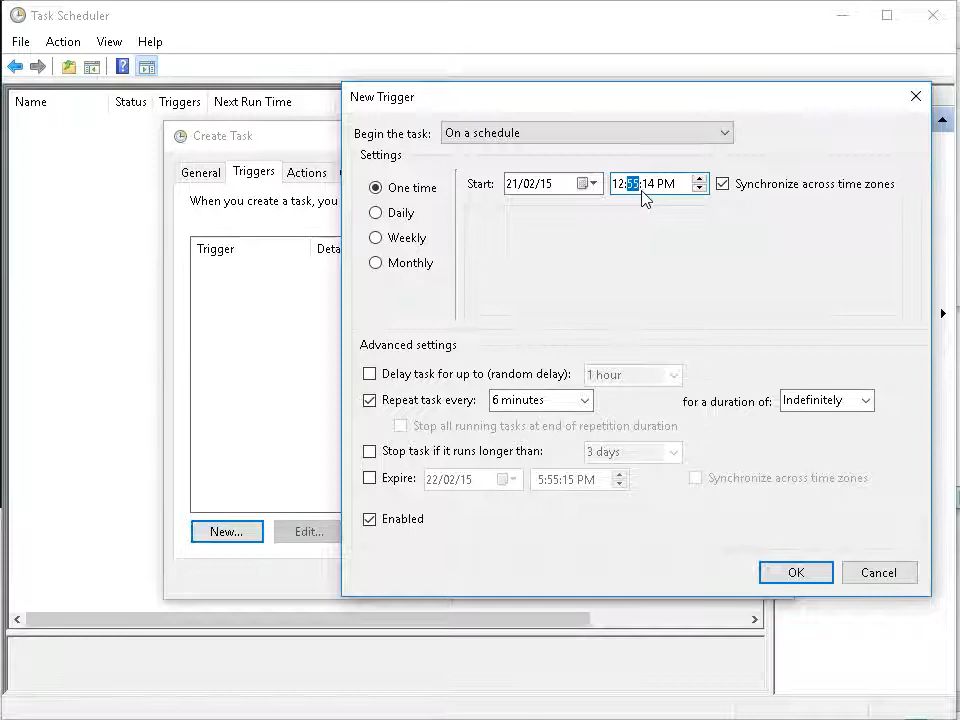 Task Scheduler
File Action View Help
Name Status Triggers Next Run Time
New Trigger
Create Task
Begin the task: On a schedule
Settings
General Triggers Actions
One time Start: 21/02/15 12:55:14 PM Synchronize across time zones
When you create a task, you
Daily
Weekly
Trigger Deta
Monthly
Advanced settings
Delay task for up to (random delay): 1 hour
Repeat task every: 6 minutes for a duration of: Indefinitely
Stop all running tasks at end of repetition duration
Stop task if it runs longer than: 3 days
Expire: 22/02/15 5:55:15 PM Synchronize across time zones
Enabled
New... Edit...
OK Cancel